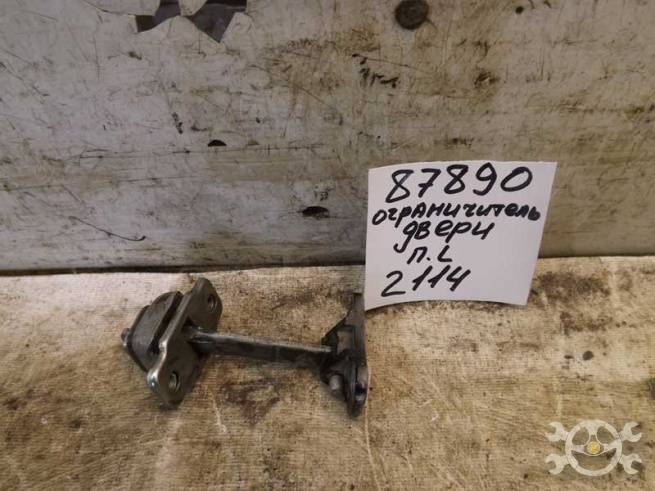 87890
ограничитель
двери
п. L
2114